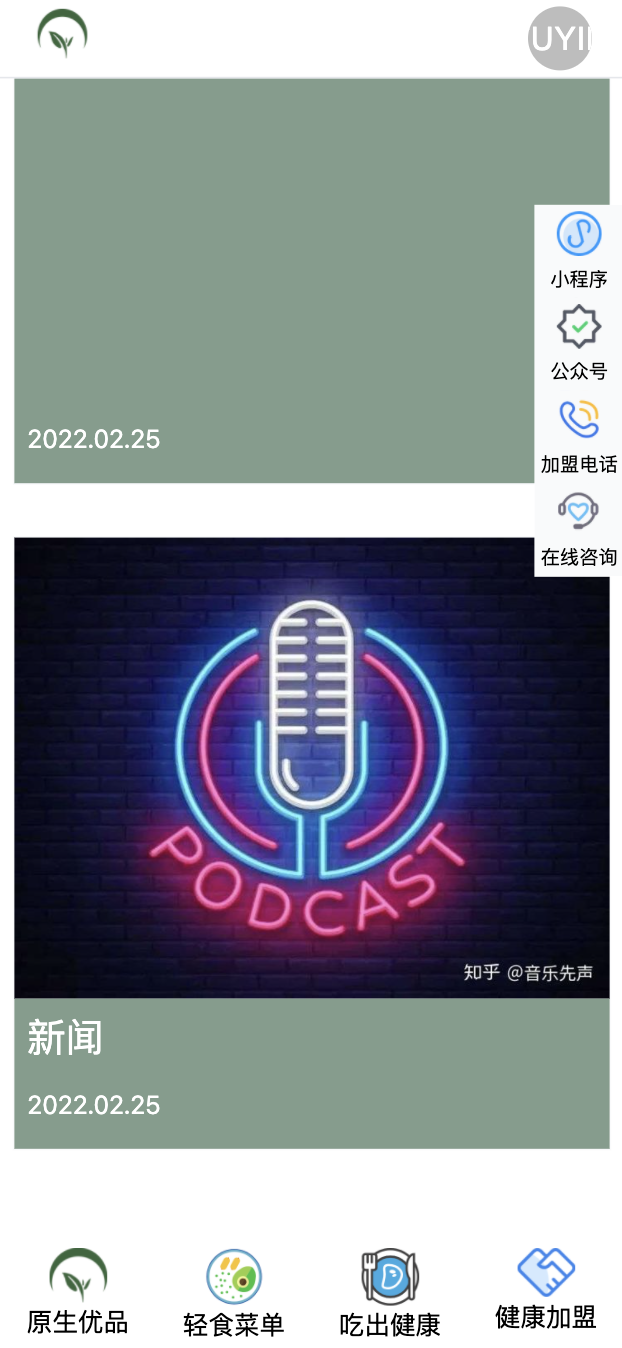 UYI
小程序
公众号
加盟电话
在线咨询
2022.02.25
PODCAST
知乎 @音乐先声
新闻
2022.02.25
原生优品
轻食菜单
吃出健康
健康加盟